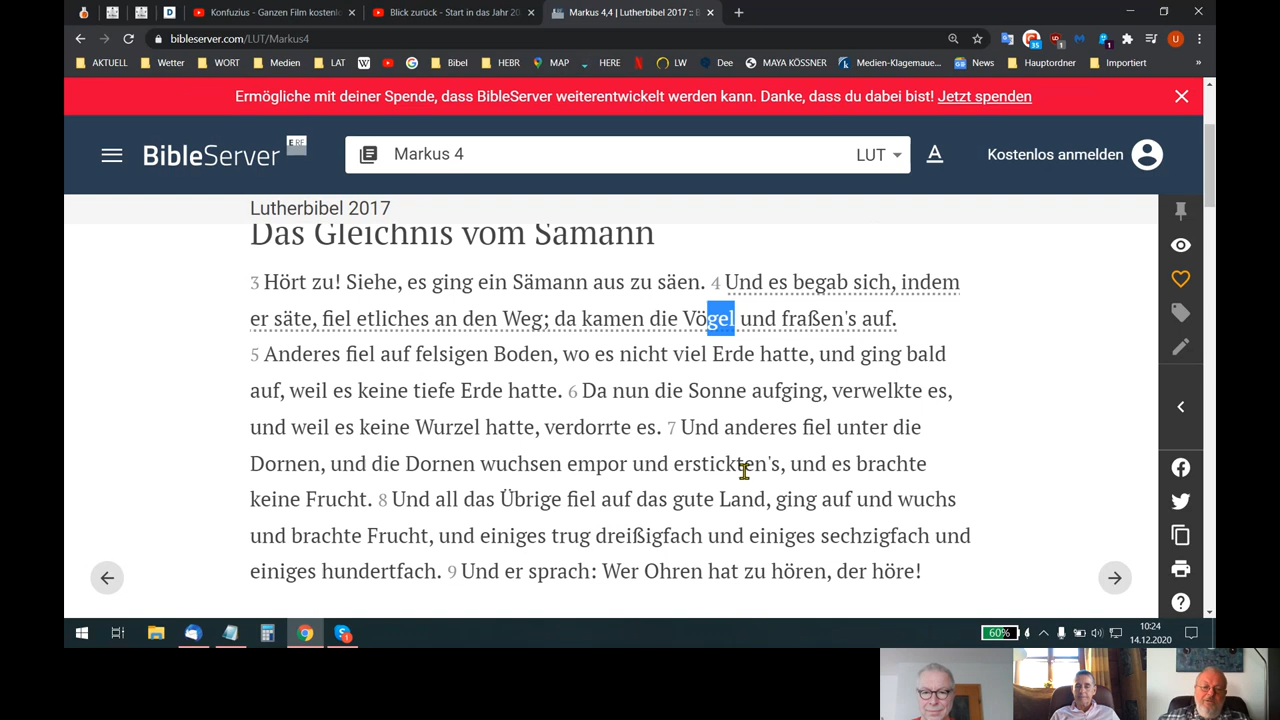 Konfuzius - Ganzen Film kostenl
Blick zurück - Start in das Jahr 20
Markus 4,4 | Lutherbibel 2017 :: B
bibleserver.com/LUT/Markus4
35
1
1
U
AKTUELL
Wetter
WORT
Medien
LAT
Bibel
HEBR
MAP
HERE
LW
Dee
MAYA KÖSSNER
Medien-Klagemaue...
News
Hauptordner
Importiert
»
Ermögliche mit deiner Spende, dass BibleServer weiterentwickelt werden kann. Danke, dass du dabei bist! Jetzt spenden
BibleServer ERF
Markus 4
LUT
A
Kostenlos anmelden
Lutherbibel 2017
Das Gleichnis vom Sämann
3 Hört zu! Siehe, es ging ein Sämann aus zu säen. 4 Und es begab sich, indem
er säte, fiel etliches an den Weg; da kamen die Vögel und fraßen's auf.
5 Anderes fiel auf felsigen Boden, wo es nicht viel Erde hatte, und ging bald
auf, weil es keine tiefe Erde hatte. 6 Da nun die Sonne aufging, verwelkte es,
und weil es keine Wurzel hatte, verdorrte es. 7 Und anderes fiel unter die
Dornen, und die Dornen wuchsen empor und erstickten's, und es brachte
keine Frucht. 8 Und all das Übrige fiel auf das gute Land, ging auf und wuchs
und brachte Frucht, und einiges trug dreißigfach und einiges sechzigfach und
einiges hundertfach. 9 Und er sprach: Wer Ohren hat zu hören, der höre!
60%
10:24
14.12.2020